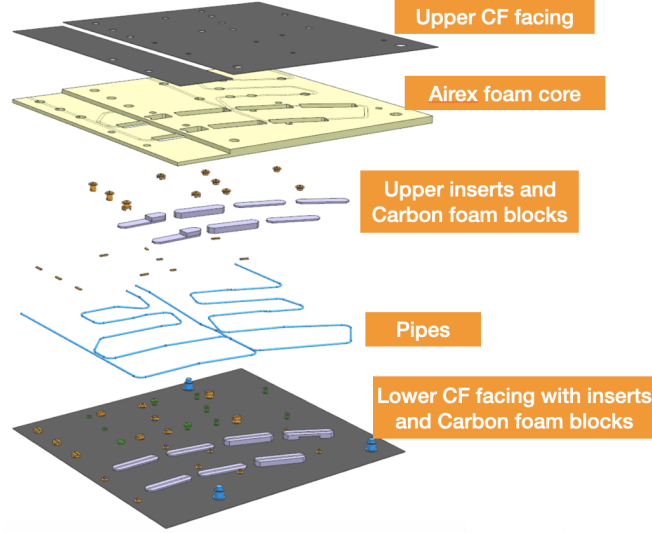 Upper CF facing
Airex foam core
Upper inserts and
Carbon foam blocks
Pipes
Lower CF facing with inserts
and Carbon foam blocks